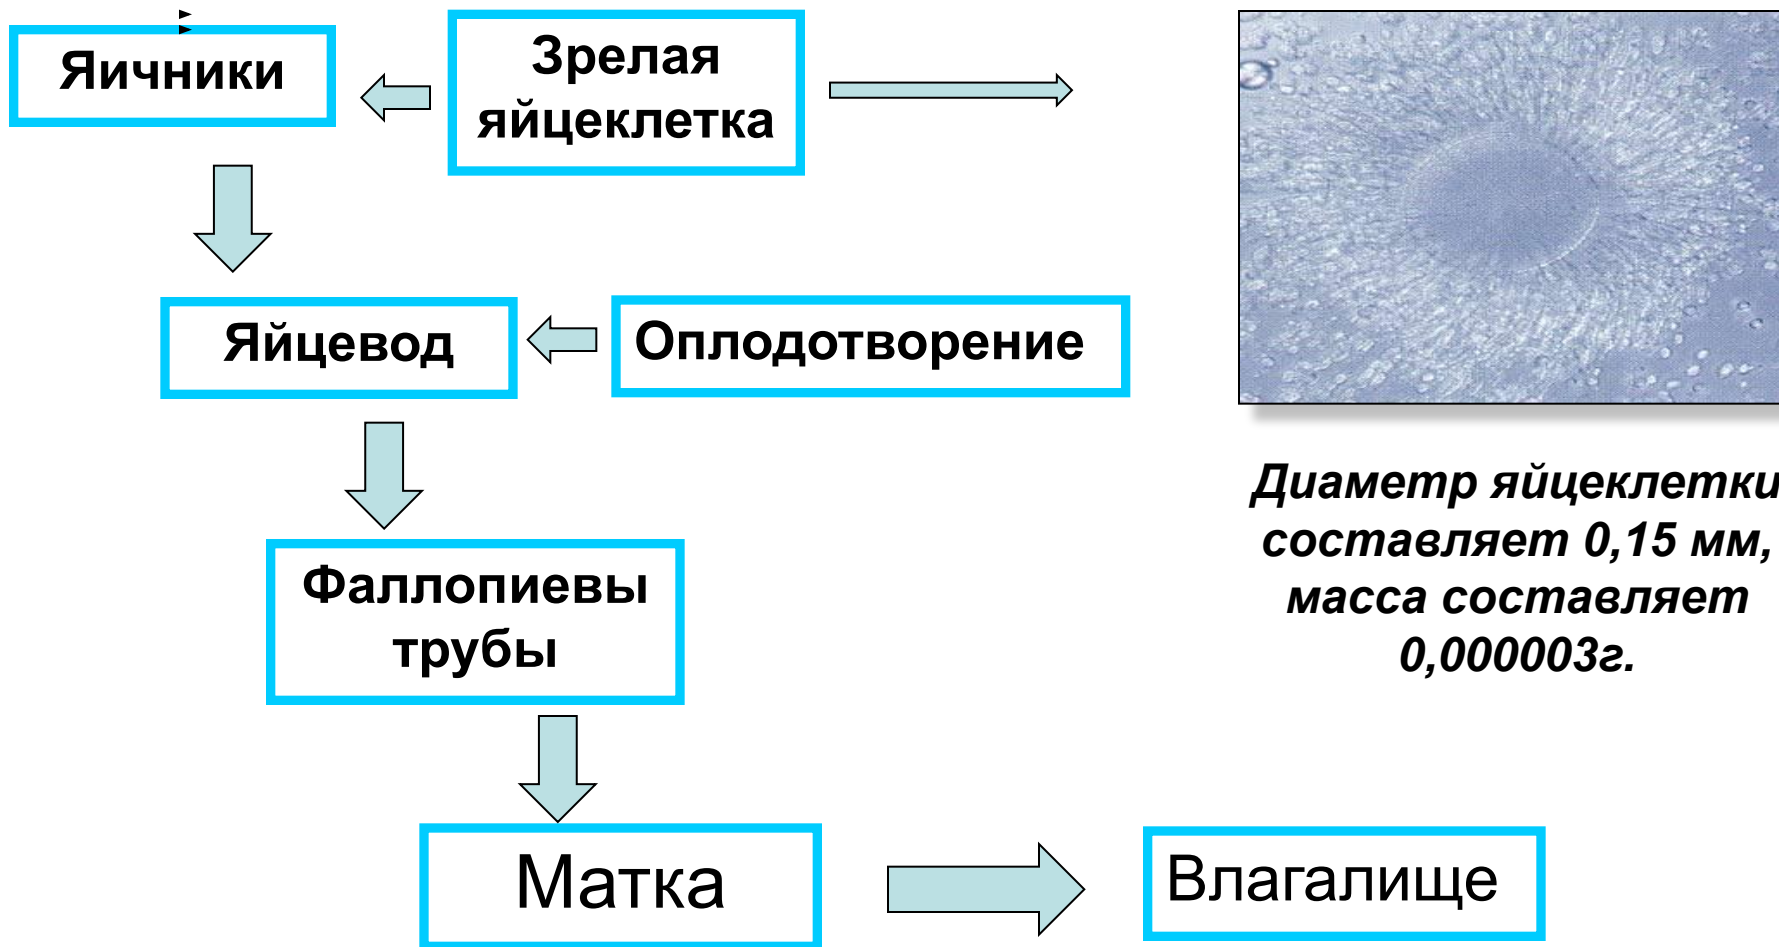 Яичники
Зрелая
яйцеклетка
Яйцевод
Оплодотворение
Фаллопиевы
трубы
Матка
Влагалище
Диаметр яйцеклетки
составляет 0,15 мм,
масса составляет
0,000003г.